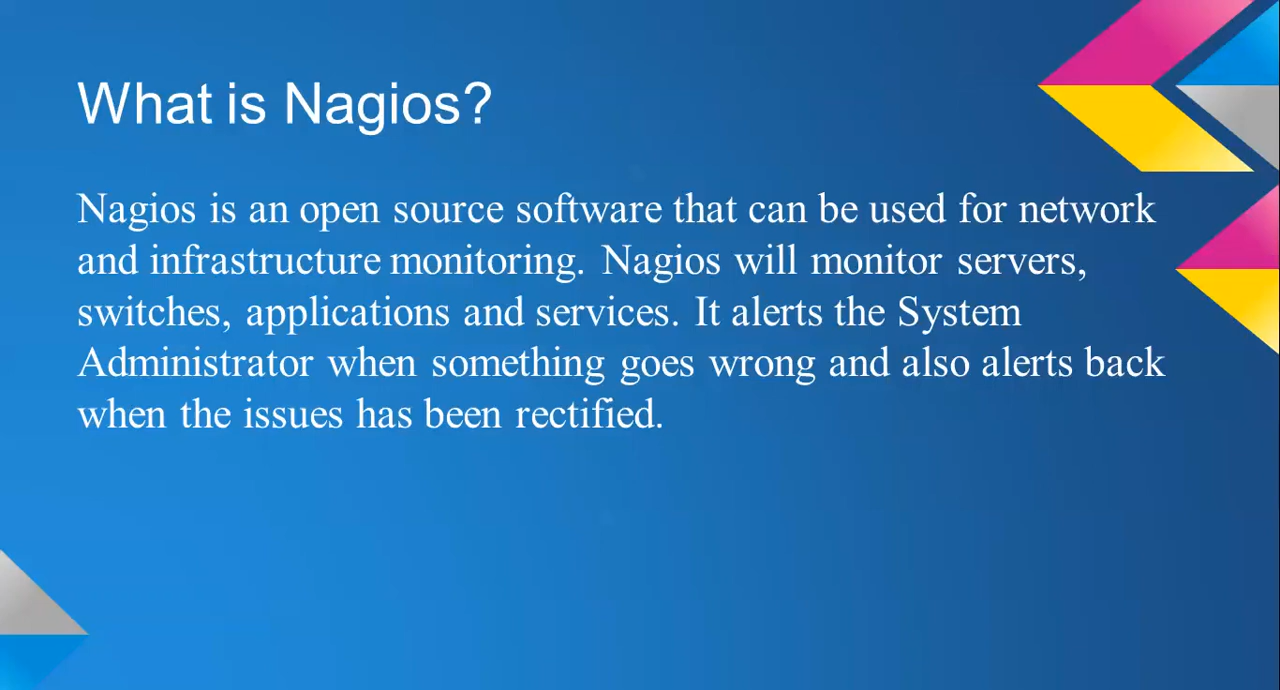 What is Nagios?
Nagios is an open source software that can be used for network
and infrastructure monitoring. Nagios will monitor servers,
switches, applications and services. It alerts the System
Administrator when something goes wrong and also alerts back
when the issues has been rectified.